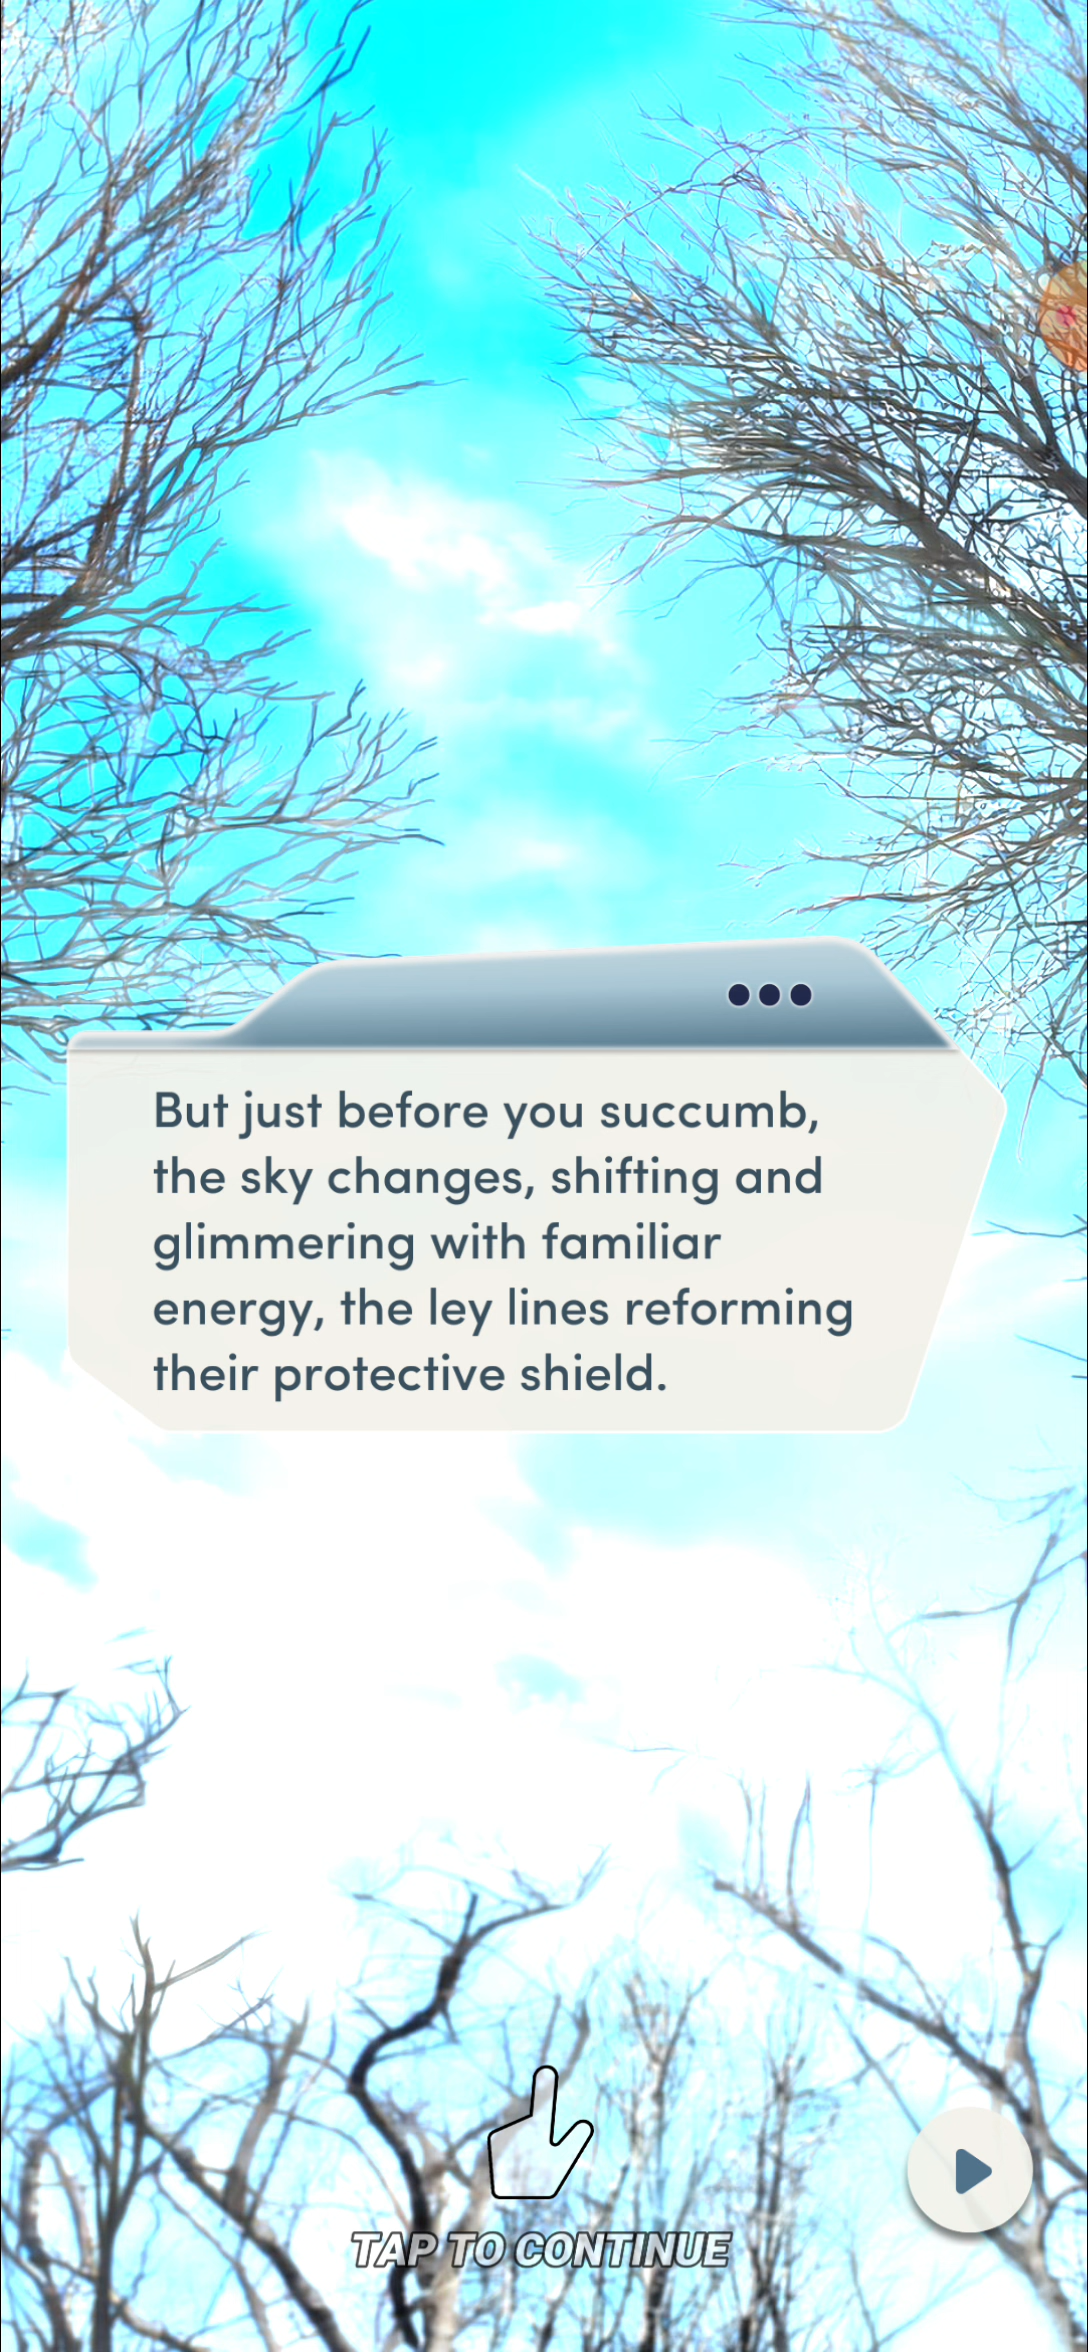 But just before you succumb,
the sky changes, shifting and
glimmering with familiar
energy, the ley lines reforming
their protective shield.
TAP TO CONTINUE